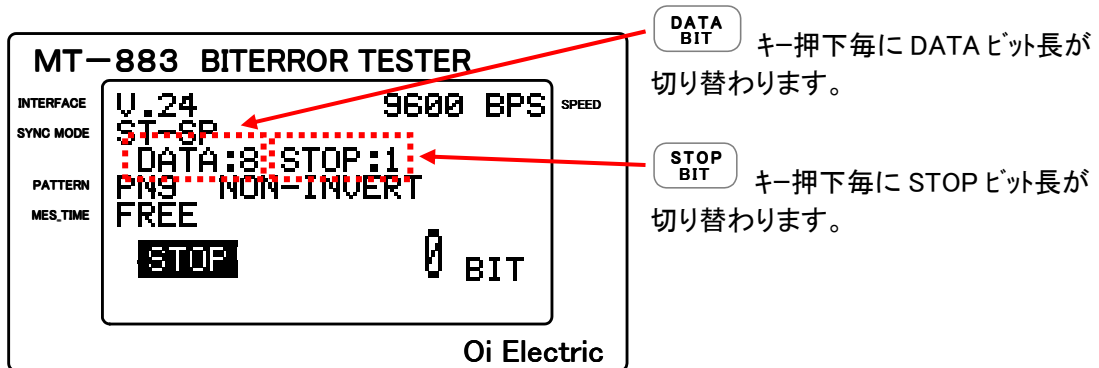 MT−883 BITERROR TESTER
INTERFACE V.24 9600 BPS SPEED
SYNC MODE ST-SP
DATA:8 STOP:1
PATTERN PN9 NON-INVERT
MES_TIME FREE
STOP 0 BIT
Oi Electric
DATA
BIT
キー押下毎に DATA ビット長が
切り替わります。
STOP
BIT
キー押下毎に STOP ビット長が
切り替わります。